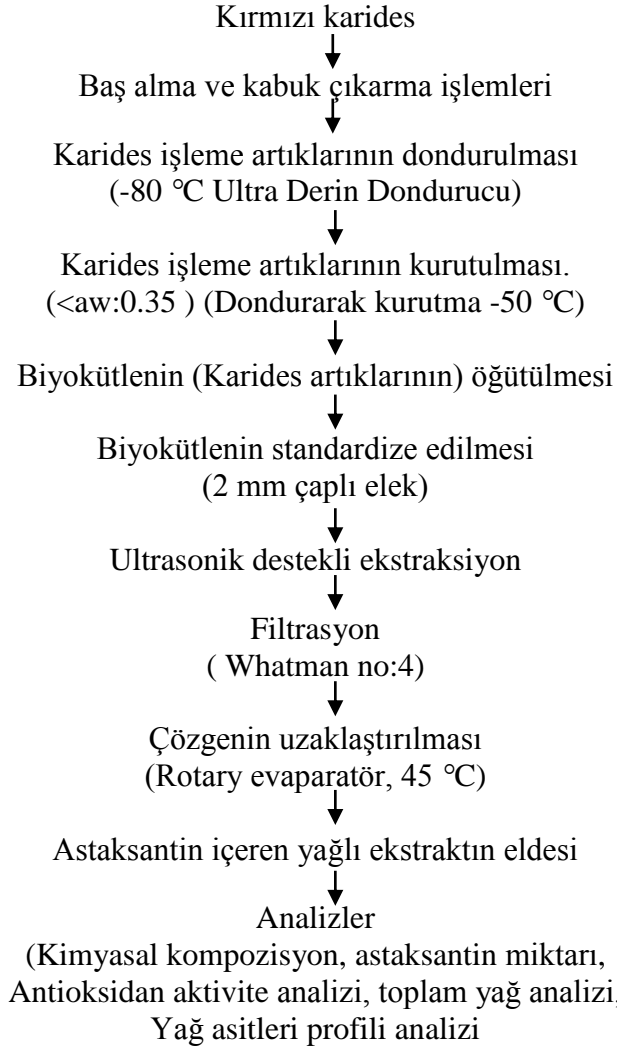 Kırmızı karides
Baş alma ve kabuk çıkarma işlemleri
Karides işleme artıklarının dondurulması
(-80 ℃ Ultra Derin Dondurucu)
Karides işleme artıklarının kurutulması.
(<aw:0.35 ) (Dondurarak kurutma -50 ℃)
Biyokütlenin (Karides artıklarının) öğütülmesi
Biyokütlenin standardize edilmesi
(2 mm çaplı elek)
Ultrasonik destekli ekstraksiyon
Filtrasyon
( Whatman no:4)
Çözgenin uzaklaştırılması
(Rotary evaparatör, 45 ℃)
Astaksantin içeren yağlı ekstraktın eldesi
Analizler
(Kimyasal kompozisyon, astaksantin miktarı,
Antioksidan aktivite analizi, toplam yağ analizi,
Yağ asitleri profili analizi